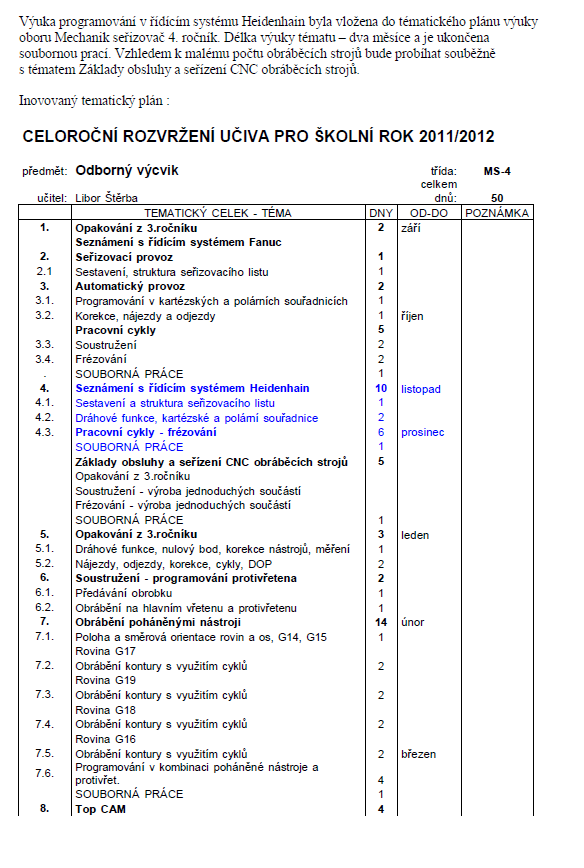 Výuka programování v řídícím systému Heidenhain byla vložena do tématického plánu výuky
oboru Mechanik seřizovač 4. ročník. Délka výuky tématu – dva měsíce a je ukončena
soubornou prací. Vzhledem k malému počtu obráběcích strojů bude probíhat souběžně
s tématem Základy obsluhy a seřízení CNC obráběcích strojů.
Inovovaný tematický plán :
CELOROČNÍ ROZVRŽENÍ UČIVA PRO ŠKOLNÍ ROK 2011/2012
předmět: Odborný výcvik třída: MS-4
celkem
učitel: Libor Štěrba dnů: 50
TEMATICKÝ CELEK - TÉMA DNY OD-DO POZNÁMKA
1. Opakování z 3.ročníku 2 září
Seznámení s řídícím systémem Fanuc
2. Seřizovací provoz 1
2.1 Sestavení, struktura seřizovacího listu 1
3. Automatický provoz 2
3.1. Programování v kartézských a polárních souřadnicích 1
3.2. Korekce, nájezdy a odjezdy 1 říjen
Pracovní cykly 5
3.3. Soustružení 2
3.4. Frézování 2
. SOUBORNÁ PRÁCE 1
4. Seznámení s řídícím systémem Heidenhain 10 listopad
4.1. Sestavení a struktura seřizovacího listu 1
4.2. Dráhové funkce, kartézské a polární souřadnice 2
4.3. Pracovní cykly - frézování 6 prosinec
SOUBORNÁ PRÁCE 1
Základy obsluhy a seřízení CNC obráběcích strojů 5
Opakování z 3.ročníku
Soustružení - výroba jednoduchých součástí
Frézování - výroba jednoduchých součástí
SOUBORNÁ PRÁCE 1
5. Opakování z 3.ročníku 3 leden
5.1. Dráhové funkce, nulový bod, korekce nástrojů, měření 1
5.2. Nájezdy, odjezdy, korekce, cykly, DOP 2
6. Soustružení - programování protivřetena 2
6.1. Předávání obrobku 1
6.2. Obrábění na hlavním vřetenu a protivřetenu 1
7. Obrábění poháněnými nástroji 14 únor
7.1. Poloha a směrová orientace rovin a os, G14, G15 1
Rovina G17
7.2. Obrábění kontury s využitím cyklů 2
Rovina G19
7.3. Obrábění kontury s využitím cyklů 2
Rovina G18
7.4. Obrábění kontury s využitím cyklů 2
Rovina G16
7.5. Obrábění kontury s využitím cyklů 2 březen
7.6. Programování v kombinaci poháněné nástroje a
protivřet. 4
SOUBORNÁ PRÁCE 1
8. Top CAM 4